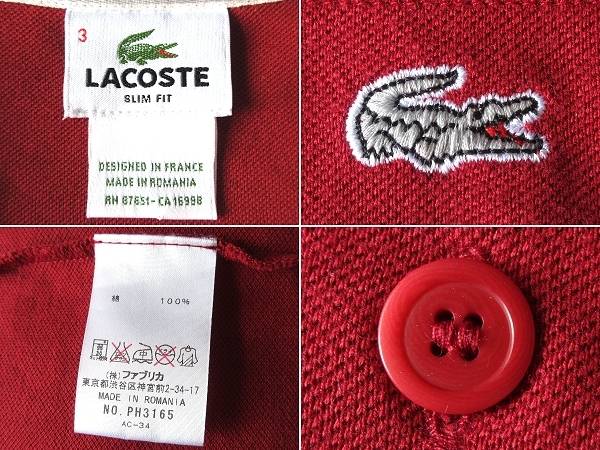 3
LACOSTE
SLIM FIT
DESIGNED IN FRANCE
MADE IN ROMANIA
RN 87651-CA 16998
綿 100%
(株)ファブリカ
東京都渋谷区神宮前2-34-17
MADE IN ROMANIA
NO. PH3165
AC-34